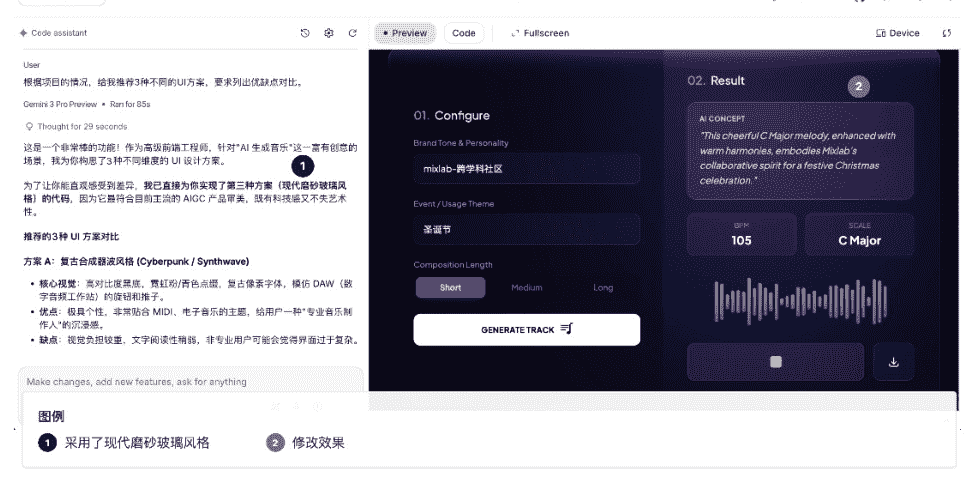 Code assistant
User
根据项目的情况，给我推荐3种不同的UI方案，要求列出优缺点对比。
Gemini 3 Pro Preview • Ran for 85s
Thought for 29 seconds
这是一个非常棒的功能！作为高级前端工程师，针对"AI 生成音乐"这一富有创意的
场景，我为你构思了3种不同维度的 UI 设计方案。
1
为了让你能直观感受到差异，我已直接为你实现了第三种方案（现代磨砂玻璃风
格）的代码，因为它最符合目前主流的 AIGC 产品审美，既有科技感又不失艺术
性。
推荐的3种 UI 方案对比
方案 A：复古合成器波风格 (Cyberpunk / Synthwave)
• 核心视觉：高对比度黑底，霓虹粉/青色点缀，复古像素字体，模仿 DAW（数
字音频工作站）的旋钮和推子。
• 优点：极具个性，非常贴合 MIDI、电子音乐的主题，给用户一种"专业音乐制
作人"的沉浸感。
• 缺点：视觉负担较重，文字阅读性稍弱，非专业用户可能会觉得界面过于复杂。
Make changes, add new features, ask for anything
Preview
Code
Fullscreen
Device
01. Configure
Brand Tone & Personality
mixlab-跨学科社区
Event / Usage Theme
圣诞节
Composition Length
Short
Medium
Long
GENERATE TRACK
02. Result
2
AI CONCEPT
"This cheerful C Major melody, enhanced with
warm harmonies, embodies Mixlab's
collaborative spirit for a festive Christmas
celebration."
BPM
105
SCALE
C Major
图例
1 采用了现代磨砂玻璃风格
2 修改效果